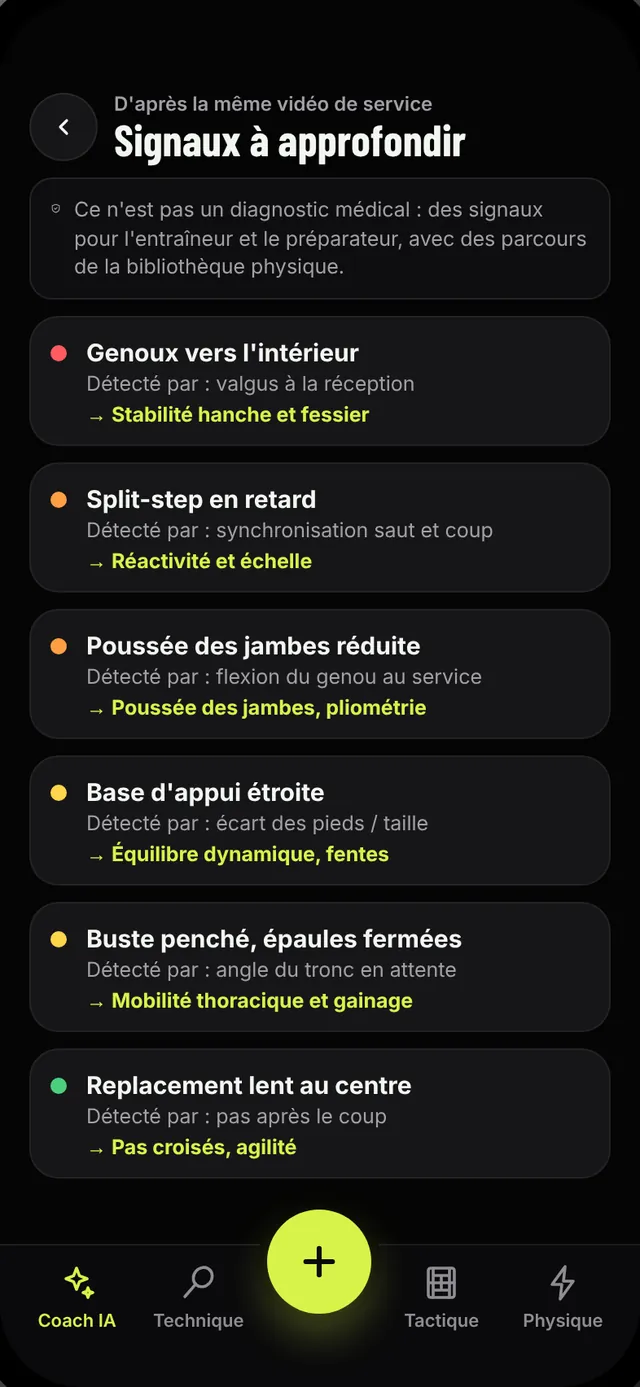 D'après la même vidéo de service
Signaux à approfondir
Ce n'est pas un diagnostic médical : des signaux
pour l'entraîneur et le préparateur, avec des parcours
de la bibliothèque physique.
Genoux vers l'intérieur
Détecté par : valgus à la réception
→ Stabilité hanche et fessier
Split-step en retard
Détecté par : synchronisation saut et coup
→ Réactivité et échelle
Poussée des jambes réduite
Détecté par : flexion du genou au service
→ Poussée des jambes, pliométrie
Base d'appui étroite
Détecté par : écart des pieds / taille
→ Équilibre dynamique, fentes
Buste penché, épaules fermées
Détecté par : angle du tronc en attente
→ Mobilité thoracique et gainage
Replacement lent au centre
Détecté par : pas après le coup
→ Pas croisés, agilité
Coach IA Technique Tactique Physique